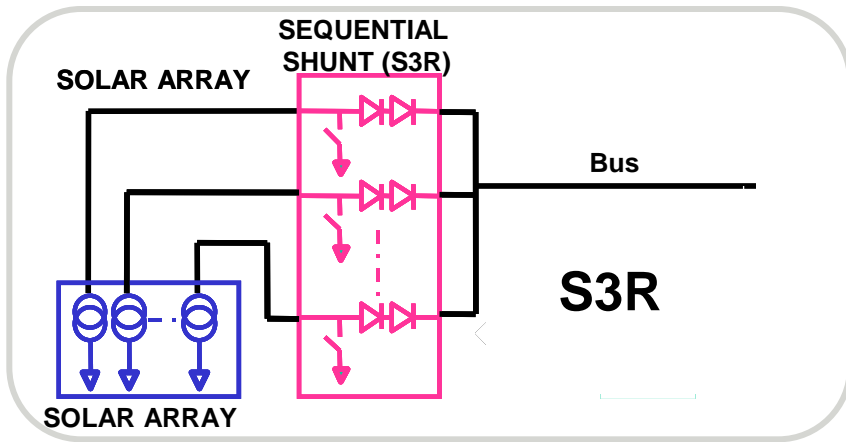 SEQUENTIAL
SHUNT (S3R)
SOLAR ARRAY
Bus
S3R
SOLAR ARRAY